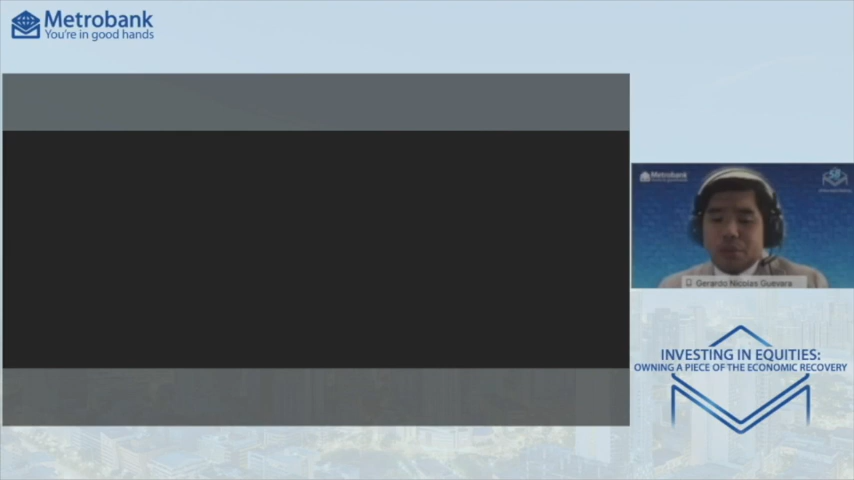 Metrobank
You're in good hands
Metrobank
Gerardo Nicolas Guevara
INVESTING IN EQUITIES:
OWNING A PIECE OF THE ECONOMIC RECOVERY